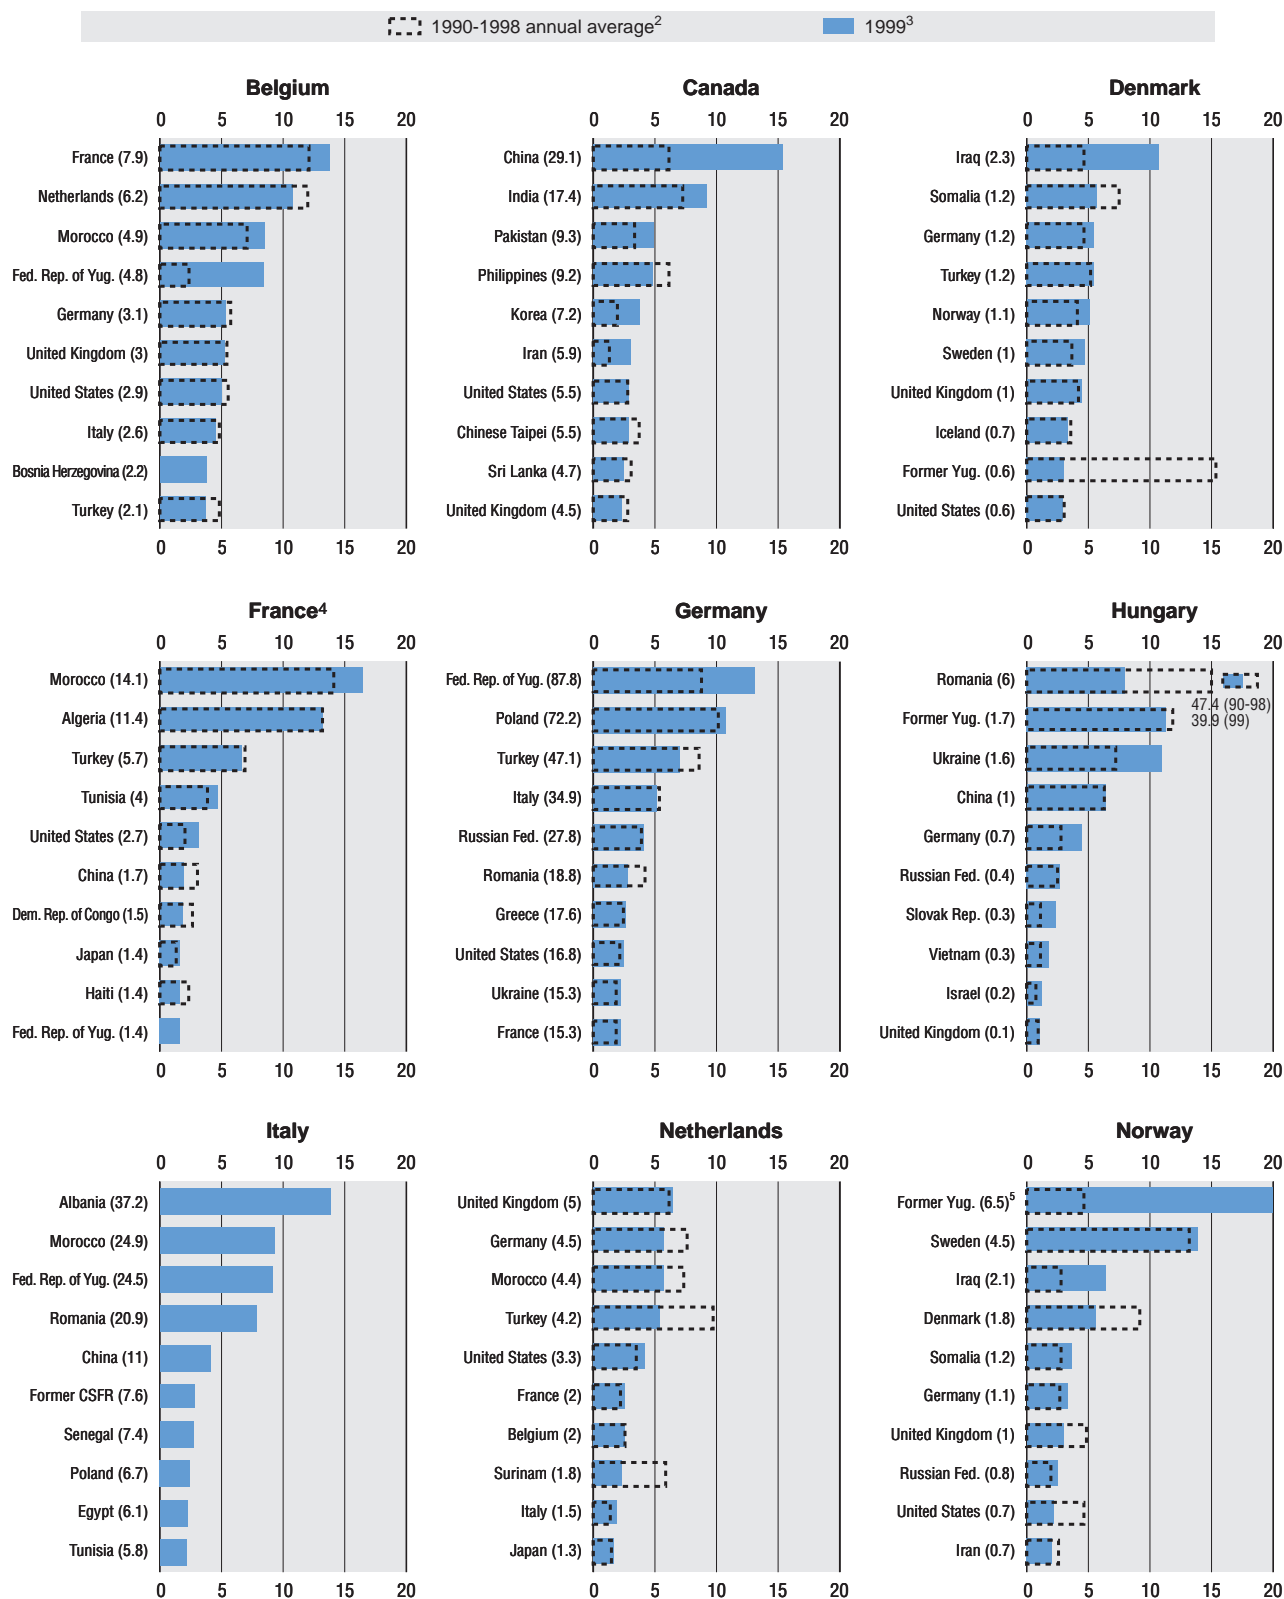 1990-1998 annual average2 19993
Belgium
0 5 10 15 20
France (7.9)
Netherlands (6.2)
Morocco (4.9)
Fed. Rep. of Yug. (4.8)
Germany (3.1)
United Kingdom (3)
United States (2.9)
Italy (2.6)
Bosnia Herzegovina (2.2)
Turkey (2.1)
0 5 10 15 20
Canada
0 5 10 15 20
China (29.1)
India (17.4)
Pakistan (9.3)
Philippines (9.2)
Korea (7.2)
Iran (5.9)
United States (5.5)
Chinese Taipei (5.5)
Sri Lanka (4.7)
United Kingdom (4.5)
0 5 10 15 20
Denmark
0 5 10 15 20
Iraq (2.3)
Somalia (1.2)
Germany (1.2)
Turkey (1.2)
Norway (1.1)
Sweden (1)
United Kingdom (1)
Iceland (0.7)
Former Yug. (0.6)
United States (0.6)
0 5 10 15 20
France4
0 5 10 15 20
Morocco (14.1)
Algeria (11.4)
Turkey (5.7)
Tunisia (4)
United States (2.7)
China (1.7)
Dem. Rep. of Congo (1.5)
Japan (1.4)
Haiti (1.4)
Fed. Rep. of Yug. (1.4)
0 5 10 15 20
Germany
0 5 10 15 20
Fed. Rep. of Yug. (87.8)
Poland (72.2)
Turkey (47.1)
Italy (34.9)
Russian Fed. (27.8)
Romania (18.8)
Greece (17.6)
United States (16.8)
Ukraine (15.3)
France (15.3)
0 5 10 15 20
Hungary
0 5 10 15 20
Romania (6)
47.4 (90-98)
39.9 (99)
Former Yug. (1.7)
Ukraine (1.6)
China (1)
Germany (0.7)
Russian Fed. (0.4)
Slovak Rep. (0.3)
Vietnam (0.3)
Israel (0.2)
United Kingdom (0.1)
0 5 10 15 20
Italy
0 5 10 15 20
Albania (37.2)
Morocco (24.9)
Fed. Rep. of Yug. (24.5)
Romania (20.9)
China (11)
Former CSFR (7.6)
Senegal (7.4)
Poland (6.7)
Egypt (6.1)
Tunisia (5.8)
0 5 10 15 20
Netherlands
0 5 10 15 20
United Kingdom (5)
Germany (4.5)
Morocco (4.4)
Turkey (4.2)
United States (3.3)
France (2)
Belgium (2)
Surinam (1.8)
Italy (1.5)
Japan (1.3)
0 5 10 15 20
Norway
0 5 10 15 20
Former Yug. (6.5)5
Sweden (4.5)
Iraq (2.1)
Denmark (1.8)
Somalia (1.2)
Germany (1.1)
United Kingdom (1)
Russian Fed. (0.8)
United States (0.7)
Iran (0.7)
0 5 10 15 20